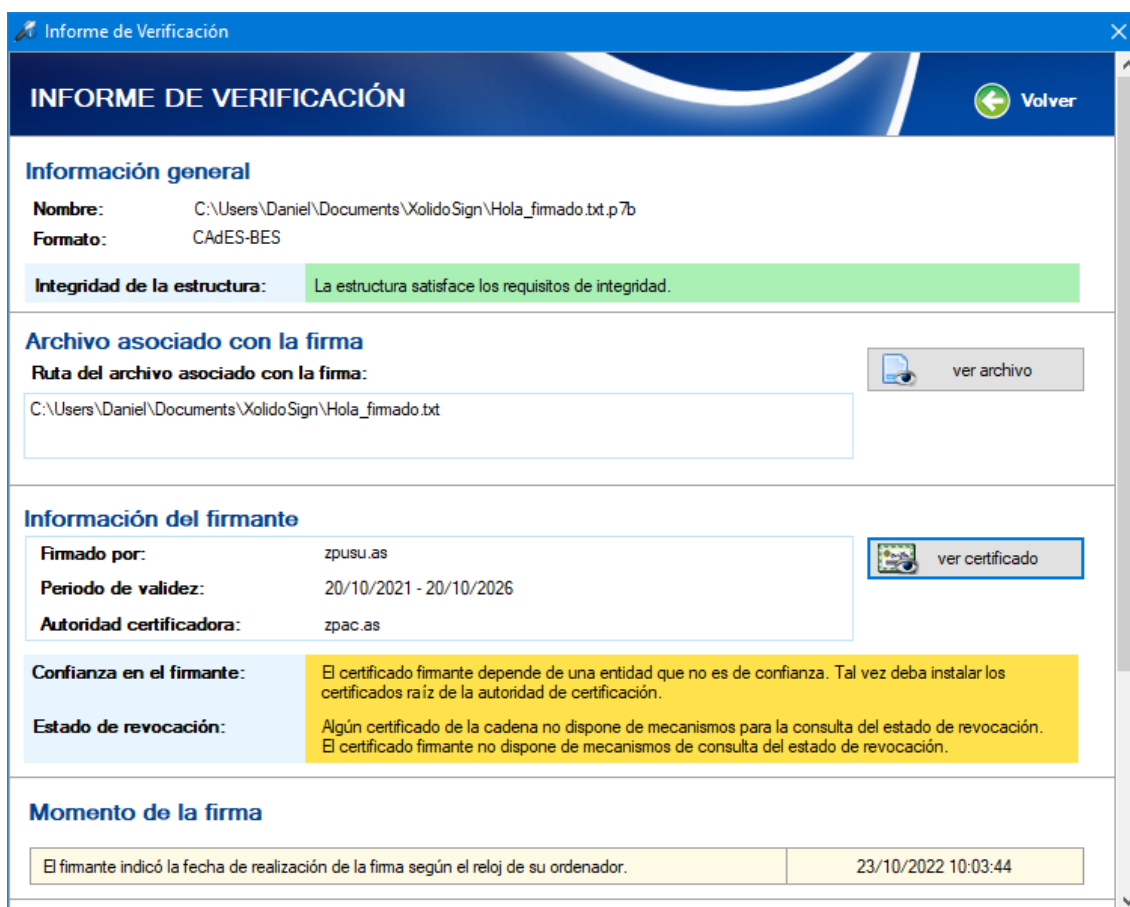 Informe de Verificación
INFORME DE VERIFICACIÓN
Volver
Información general
Nombre: C:\Users\Daniel\Documents\XolidoSign\Hola_firmado.txt.p7b
Formato: CAdES-BES
Integridad de la estructura: La estructura satisface los requisitos de integridad.
Archivo asociado con la firma
Ruta del archivo asociado con la firma:
ver archivo
C:\Users\Daniel\Documents\XolidoSign\Hola_firmado.txt
Información del firmante
Firmado por: zpusu.as
ver certificado
Periodo de validez: 20/10/2021 - 20/10/2026
Autoridad certificadora: zpac.as
Confianza en el firmante: El certificado firmante depende de una entidad que no es de confianza. Tal vez deba instalar los
certificados raíz de la autoridad de certificación.
Estado de revocación: Algún certificado de la cadena no dispone de mecanismos para la consulta del estado de revocación.
El certificado firmante no dispone de mecanismos de consulta del estado de revocación.
Momento de la firma
El firmante indicó la fecha de realización de la firma según el reloj de su ordenador. 23/10/2022 10:03:44